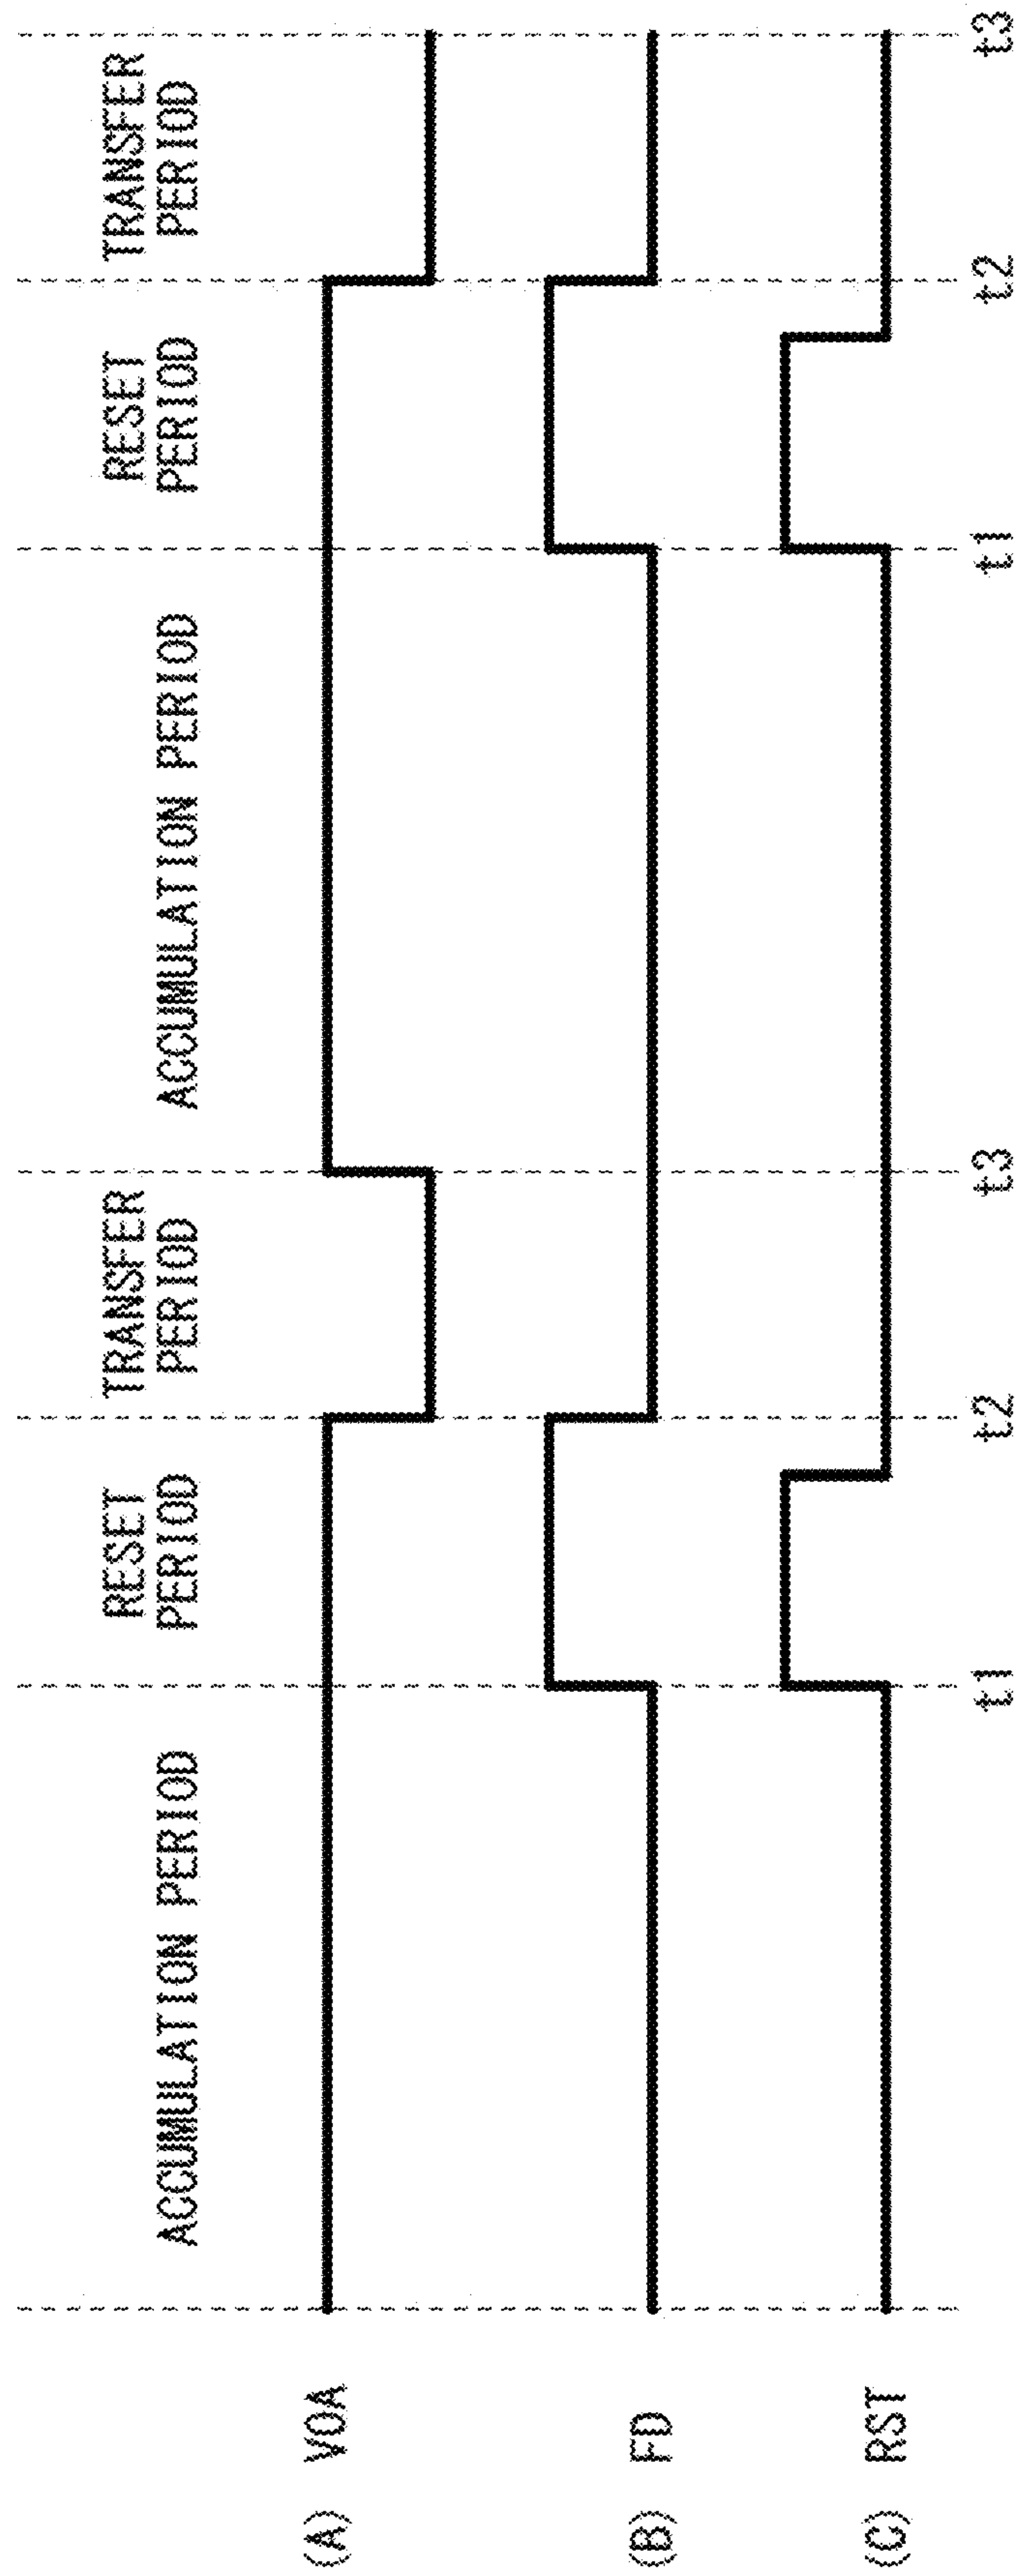 ACCUMULATION PERIOD
RESET
PERIOD
TRANSFER
PERIOD
ACCUMULATION PERIOD
RESET
PERIOD
TRANSFER
PERIOD
(A) VOA
(B) FD
(C) RST
t1 t2 t3 t1 t2 t3